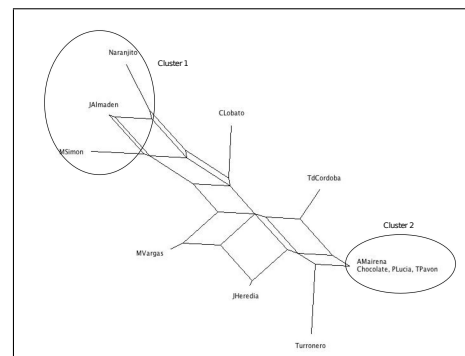 Naranjito
Cluster 1
JAlmaden
CLobato
MSimon
TdCordoba
Cluster 2
MVargas
AMairena
Chocolate, PLucia, TPavon
JHeredia
Turronero